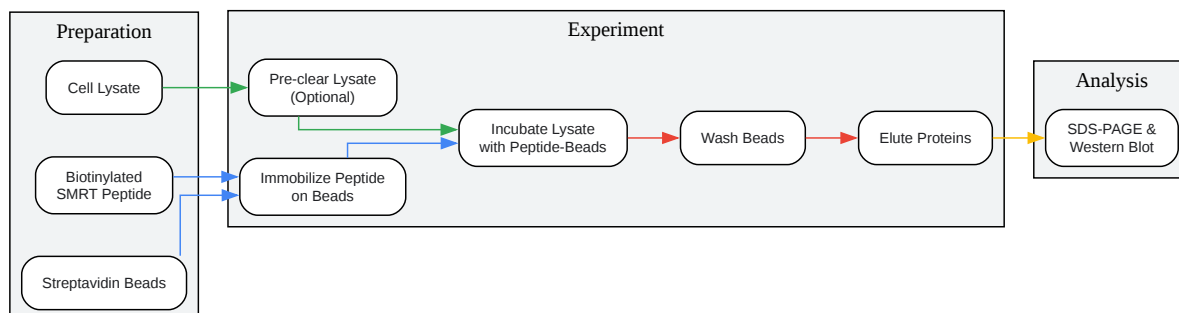 Preparation
Cell Lysate
Biotinylated
SMRT Peptide
Streptavidin Beads
Experiment
Pre-clear Lysate
(Optional)
Immobilize Peptide
on Beads
Incubate Lysate
with Peptide-Beads
Wash Beads
Elute Proteins
Analysis
SDS-PAGE &
Western Blot